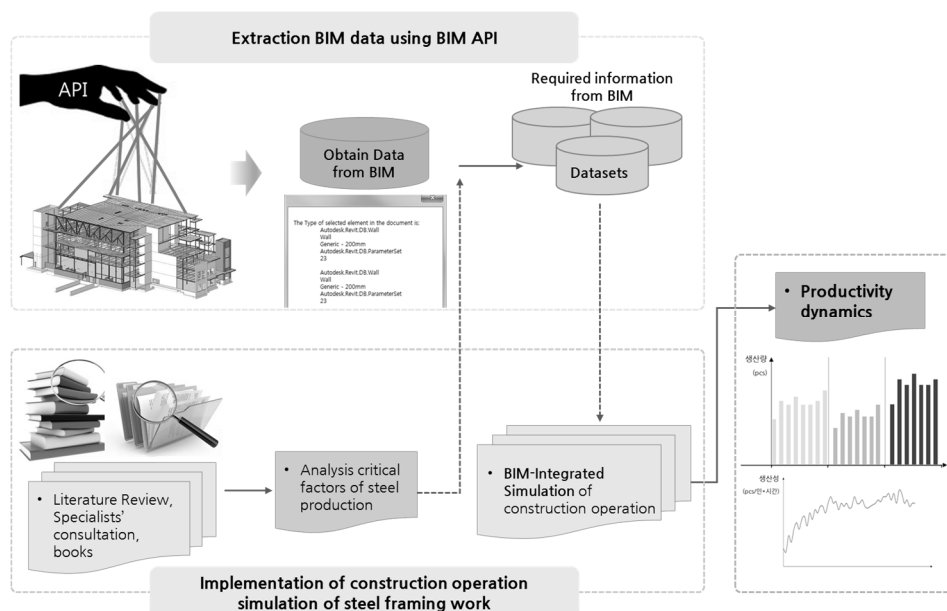 Extraction BIM data using BIM API
API
Obtain Data
from BIM
The Type of selected element in the document is:
Autodesk.Revit.DB.Wall
Wall
Generic - 200mm
Autodesk.Revit.DB.ParameterSet
23
Autodesk.Revit.DB.Wall
Wall
Generic - 200mm
Autodesk.Revit.DB.ParameterSet
23
Required information
from BIM
Datasets
• Productivity
dynamics
생산량
(pcs)
생산성
(pcs/인•시간)
• Literature Review,
Specialists'
consultation,
books
• Analysis critical
factors of steel
production
• BIM-Integrated
Simulation of
construction operation
Implementation of construction operation
simulation of steel framing work